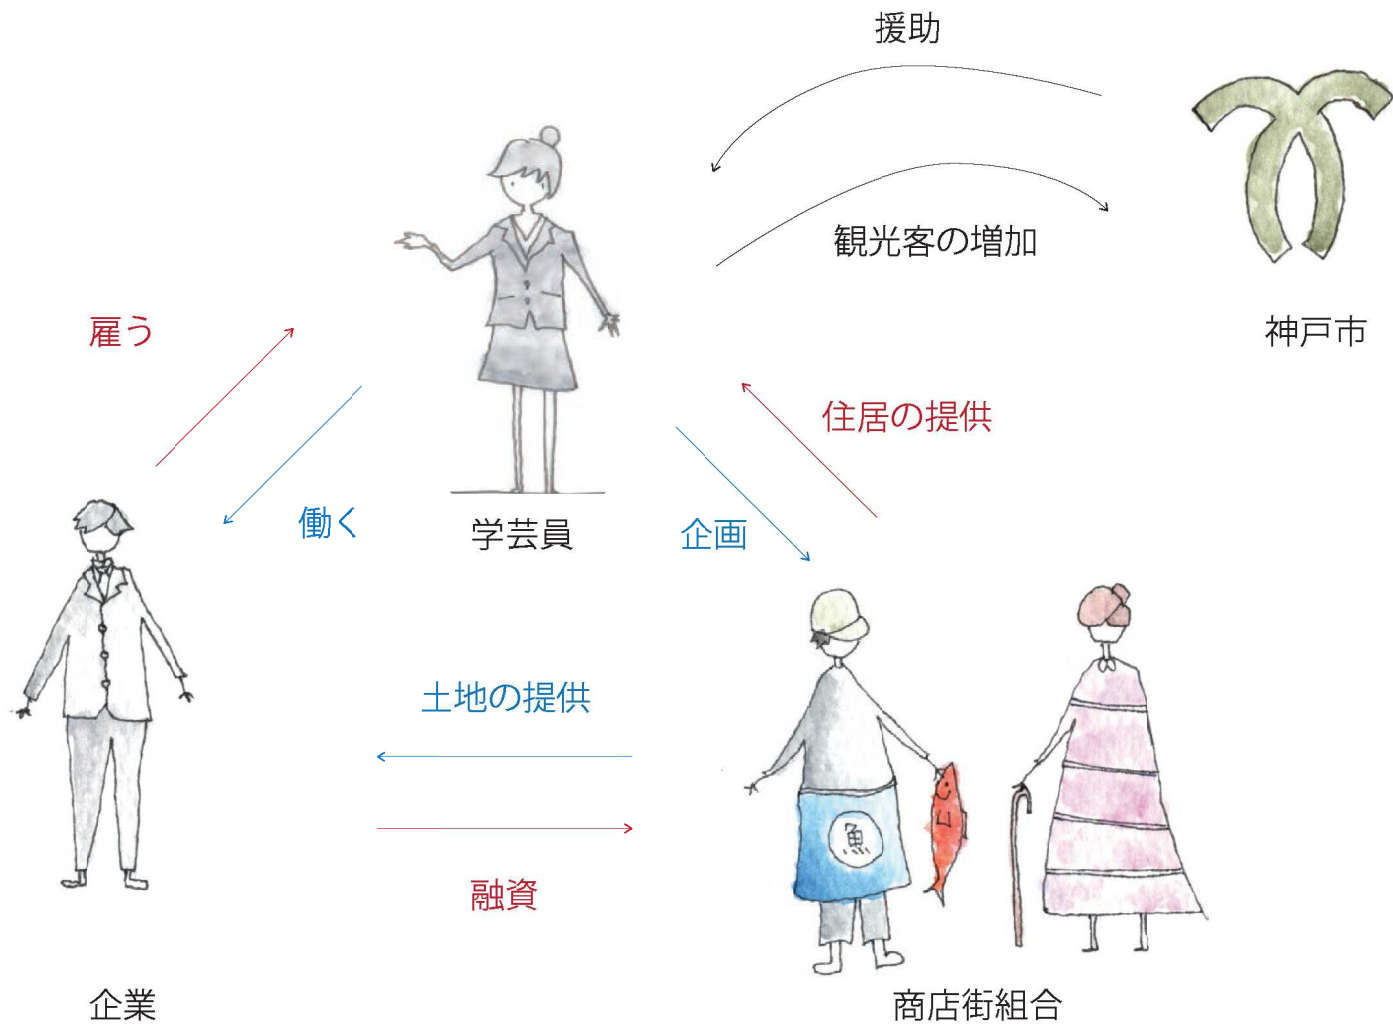 援助
観光客の増加
神戸市
雇う
住居の提供
働く
学芸員
企画
土地の提供
魚
融資
企業
商店街組合